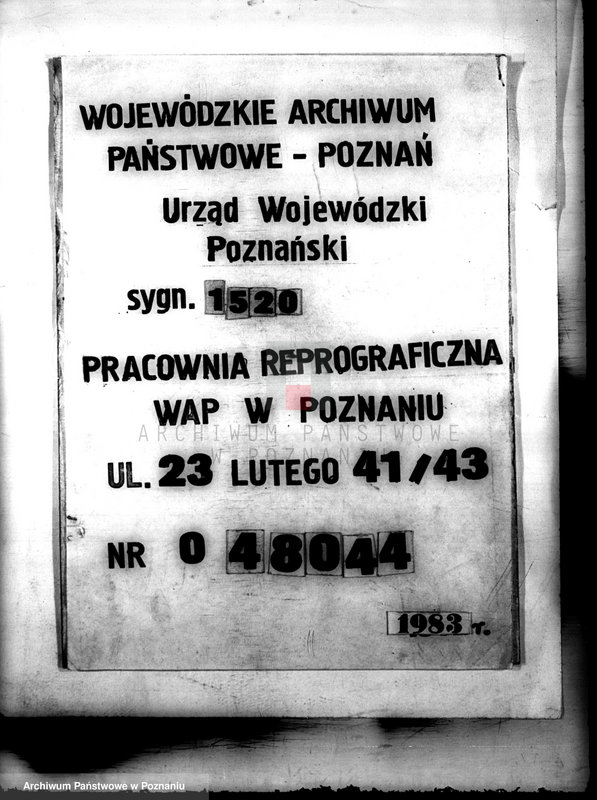 WOJEWÓDZKIE ARCHIWUM
PAŃSTWOWE – POZNAŃ
Urząd Wojewódzki
Poznański
sygn. 1520
PRACOWNIA REPROGRAFICZNA
WAP W POZNANIU
ARCHIWUM PAŃSTWOWE
W POZNANIU
UL. 23 LUTEGO 41/43
NR O 48044
1983 r.
Archiwum Państwowe w Poznaniu